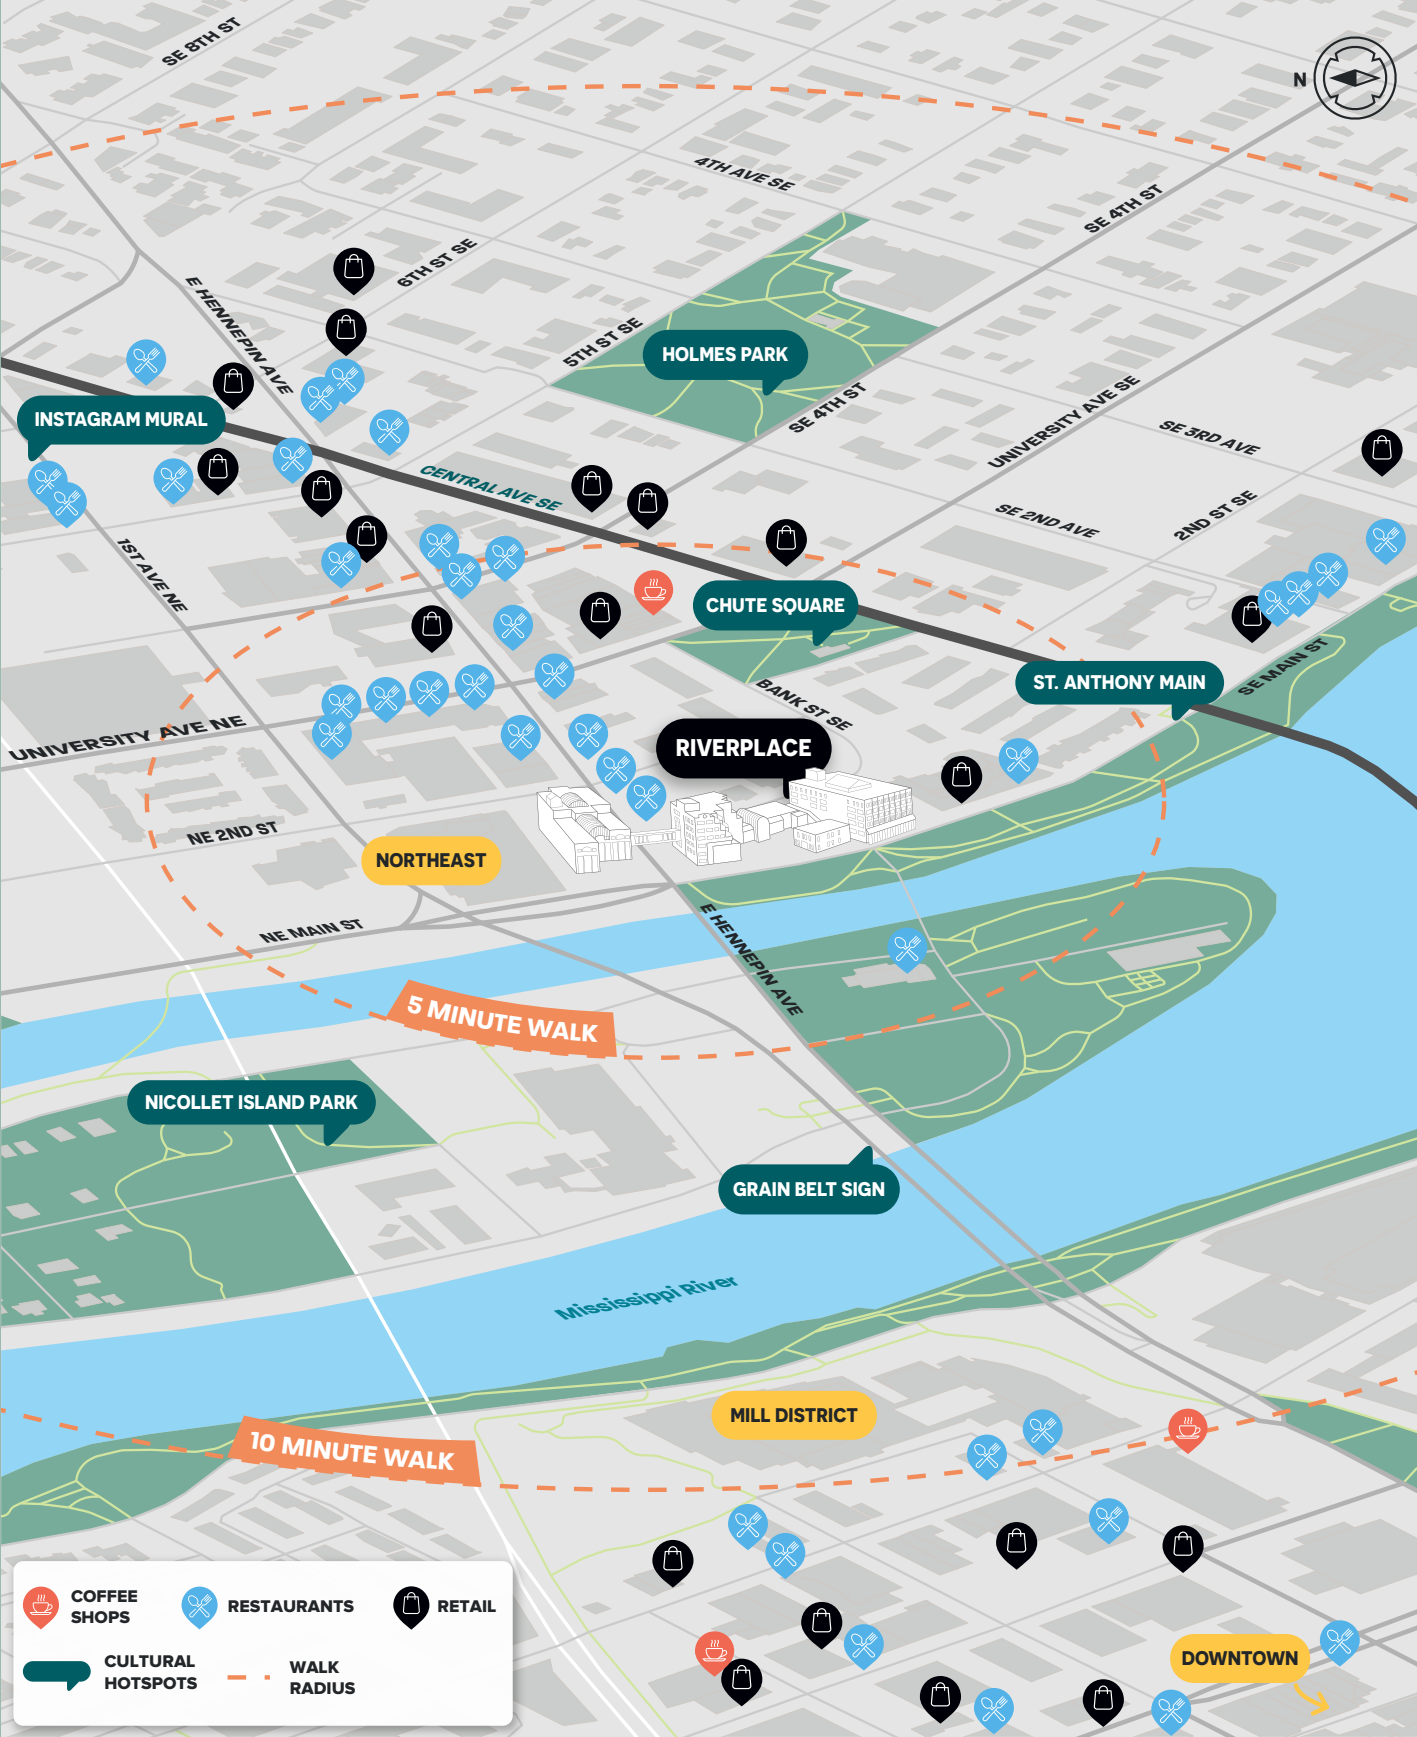 SE 8TH ST
N
4TH AVE SE
SE 4TH ST
6TH ST SE
E HENNEPIN AVE
5TH ST SE
HOLMES PARK
SE 4TH ST
UNIVERSITY AVE SE
INSTAGRAM MURAL
SE 3RD AVE
CENTRAL AVE SE
SE 2ND AVE
2ND ST SE
1ST AVE NE
CHUTE SQUARE
ST. ANTHONY MAIN
SE MAIN ST
BANK ST SE
UNIVERSITY AVE NE
RIVERPLACE
NE 2ND ST
NORTHEAST
NE MAIN ST
E HENNEPIN AVE
5 MINUTE WALK
NICOLLET ISLAND PARK
GRAIN BELT SIGN
Mississippi River
MILL DISTRICT
10 MINUTE WALK
COFFEE
SHOPS
RESTAURANTS
RETAIL
CULTURAL
HOTSPOTS
WALK
RADIUS
DOWNTOWN